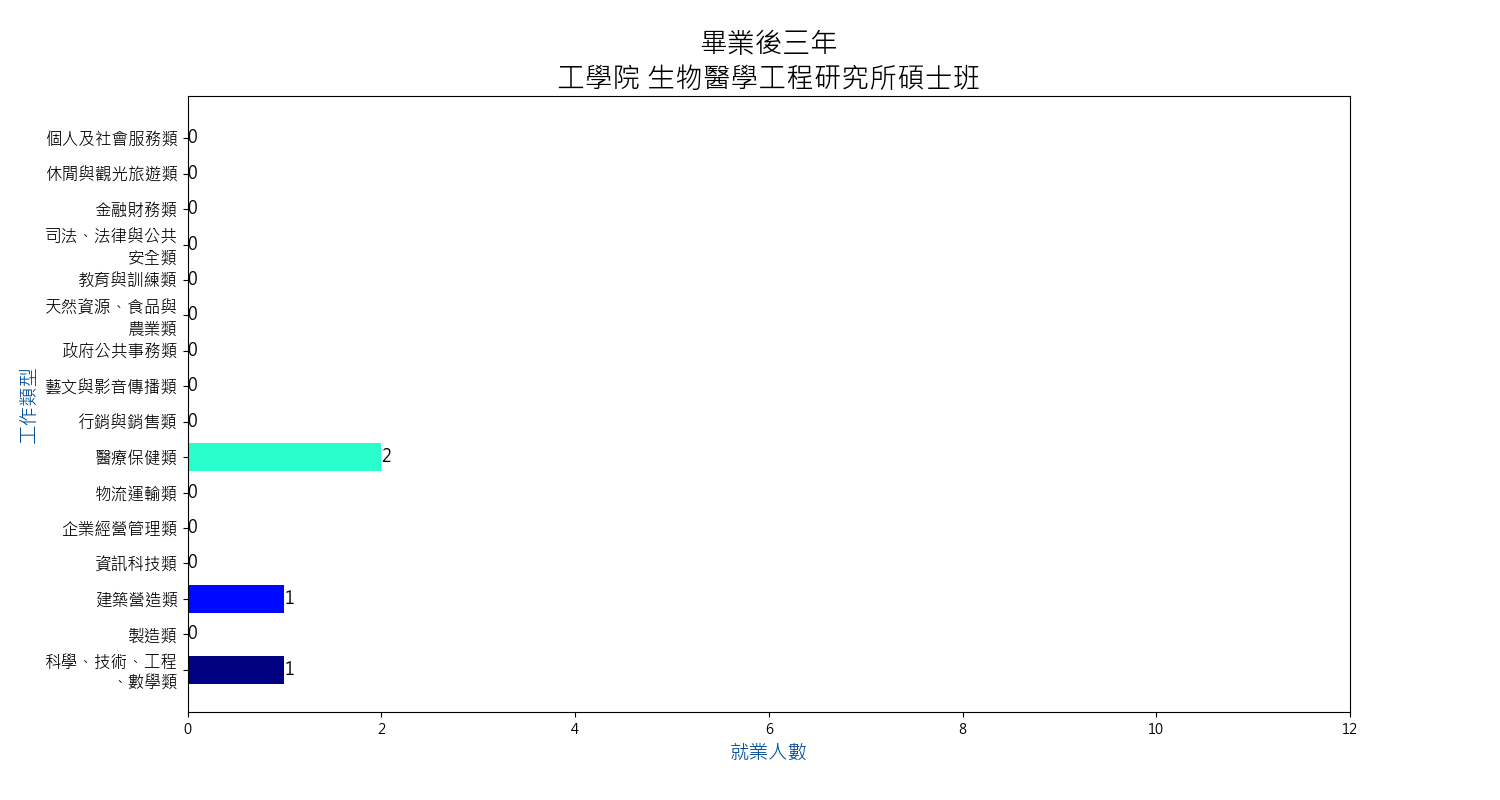 畢業後三年
工學院 生物醫學工程研究所碩士班
個人及社會服務類 0
休閒與觀光旅遊類 0
金融財務類 0
司法、法律與公共
安全類 0
教育與訓練類 0
天然資源、食品與
農業類 0
政府公共事務類 0
藝文與影音傳播類 0
行銷與銷售類 0
醫療保健類 2
物流運輸類 0
企業經營管理類 0
資訊科技類 0
建築營造類 1
製造類 0
科學、技術、工程
、數學類 1
工作類型
0 2 4 6 8 10 12
就業人數